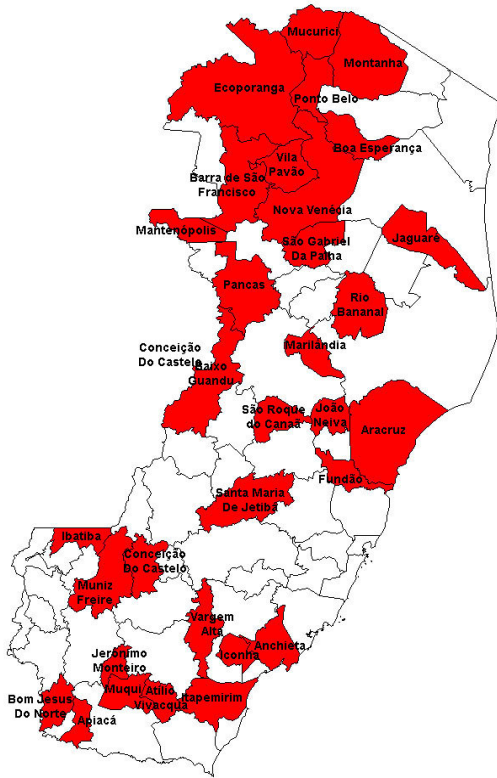 Mucurici
Montanha
Ecoporanga
Ponto Belo
Boa Esperança
Vila
Pavão
Barra de São
Francisco
Nova Venécia
Mantenópolis
São Gabriel
Da Palha
Jaguaré
Pancas
Rio
Bananal
Marilândia
Conceição
Do Castelo
Baixo
Guandu
São Roque
do Canaã
João
Neiva
Aracruz
Fundão
Santa Maria
De Jetibá
Ibatiba
Conceição
Do Castelo
Muniz
Freire
Vargem
Alta
Iconha
Anchieta
Jerônimo
Monteiro
Muqui
Atílio
Vivacqua
Itapemirim
Bom Jesus
Do Norte
Apiacá